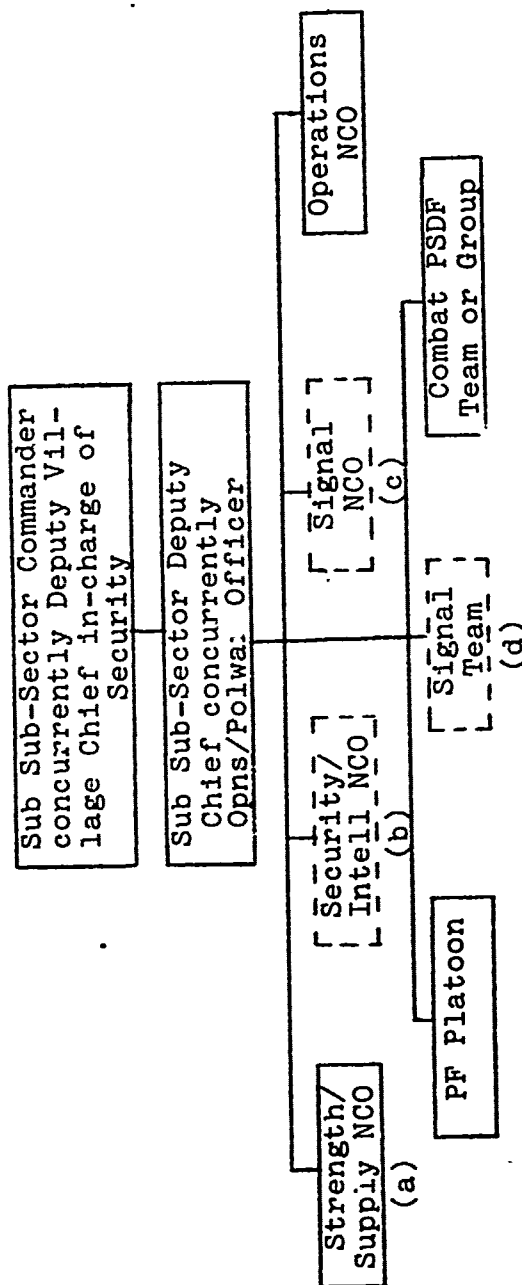 Sub Sub-Sector Commander
concurrently Deputy Vil-
lage Chief in-charge of
Security
Sub Sub-Sector Deputy
Chief concurrently
Opns/Polwar Officer
Strength/
Supply NCO
(a)
Security/
Intell NCO
(b)
Signal
NCO
(c)
Operations
NCO
PF Platoon
Signal
Team
(d)
Combat PSDF
Team or Group